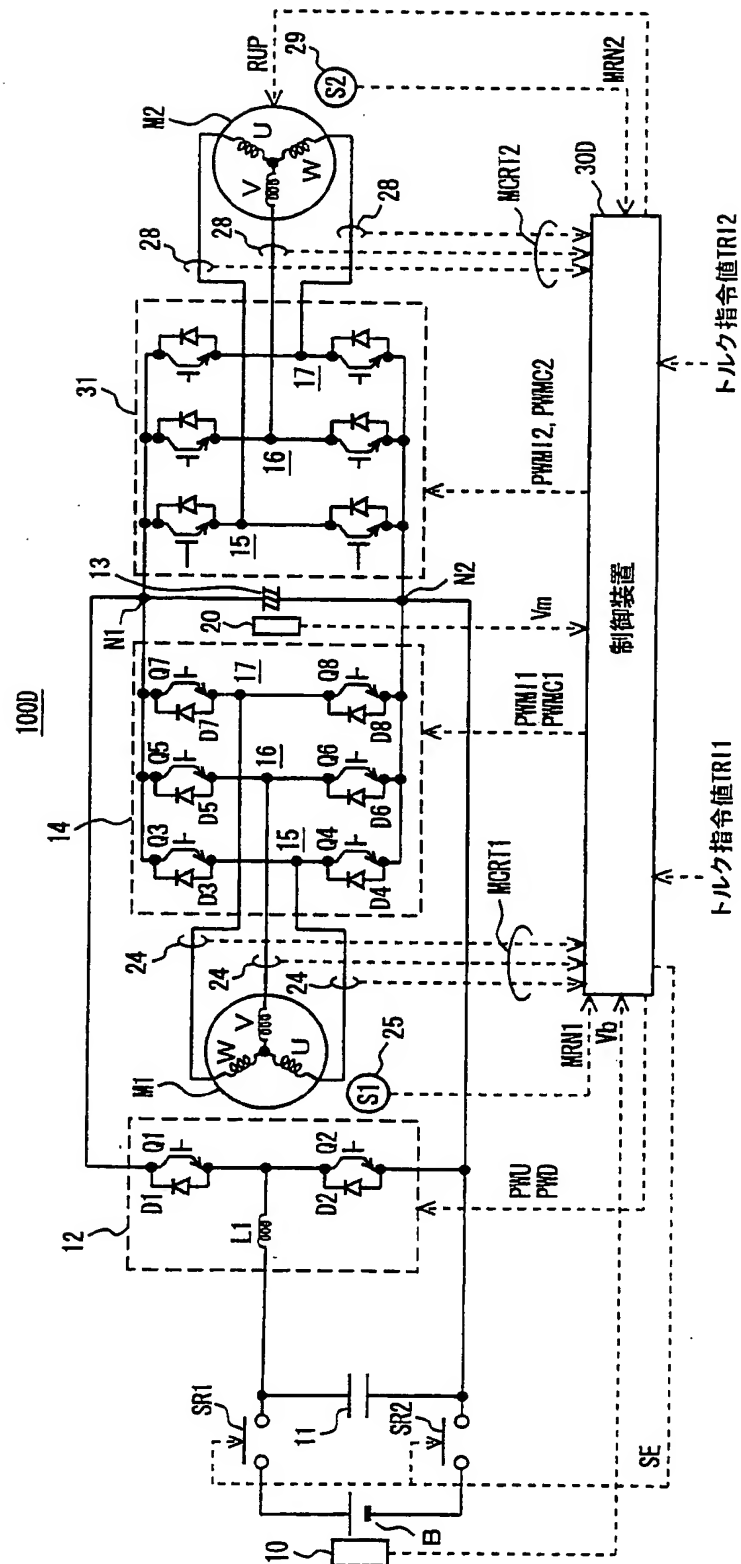 100D
12
D1
Q1
D2
Q2
L1
SR1
11
SR2
SE
10
B
PWU
PWD
M1
W
V
U
S1
25
MRN1
Vb
24
24
24
MCRT1
14
Q3
Q5
Q7
D3
D5
D7
15
16
17
Q4
Q6
Q8
D4
D6
D8
PWMI1
PWMC1
N1
13
20
N2
Vm
31
15
16
17
PWMI2, PWMC2
28
28
28
M2
U
V
W
RUP
S2
29
MRN2
MCRT2
30D
制御装置
トルク指令値TRI1
トルク指令値TRI2